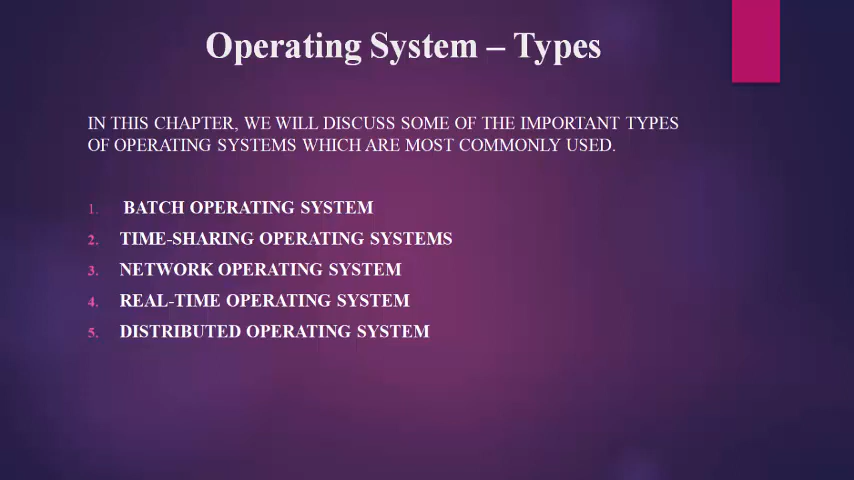 Operating System – Types
IN THIS CHAPTER, WE WILL DISCUSS SOME OF THE IMPORTANT TYPES
OF OPERATING SYSTEMS WHICH ARE MOST COMMONLY USED.
1. BATCH OPERATING SYSTEM
2. TIME-SHARING OPERATING SYSTEMS
3. NETWORK OPERATING SYSTEM
4. REAL-TIME OPERATING SYSTEM
5. DISTRIBUTED OPERATING SYSTEM